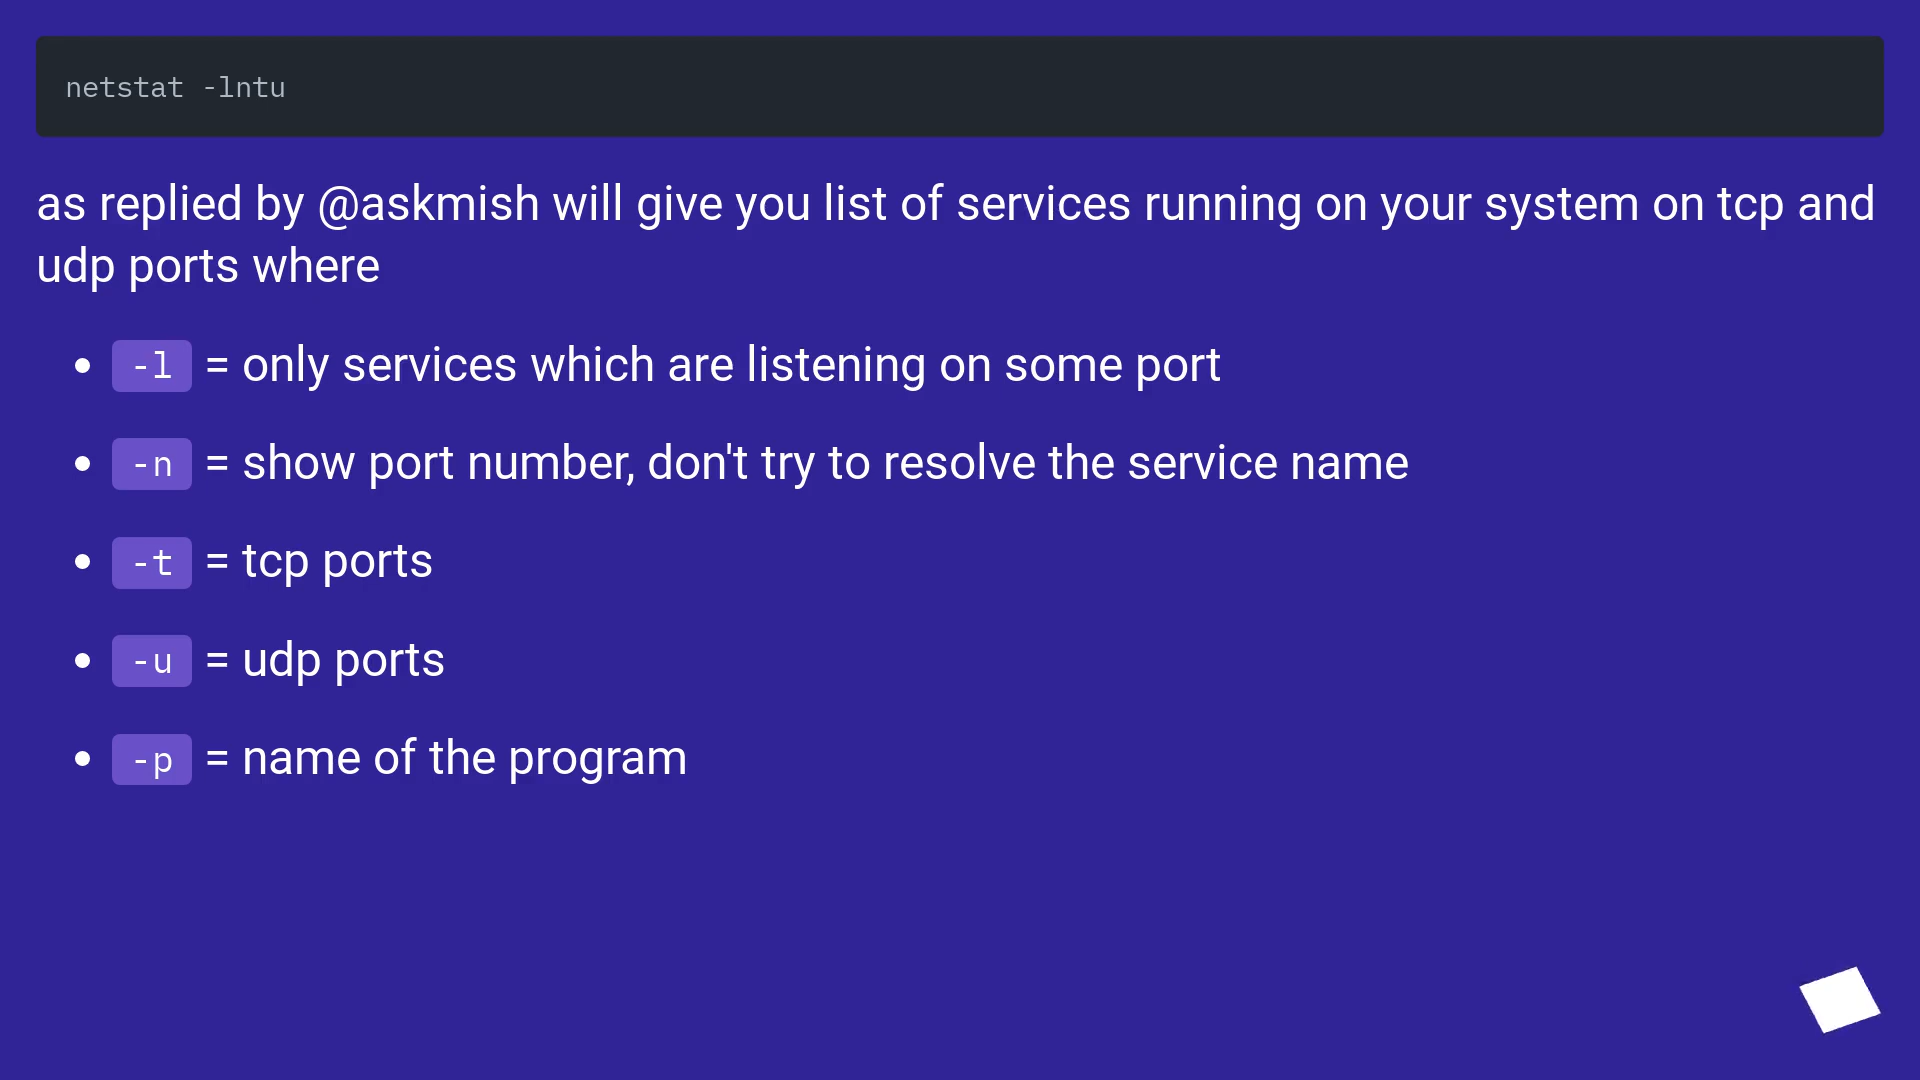 netstat -lntu
as replied by @askmish will give you list of services running on your system on tcp and
udp ports where
• -l = only services which are listening on some port
• -n = show port number, don't try to resolve the service name
• -t = tcp ports
• -u = udp ports
• -p = name of the program